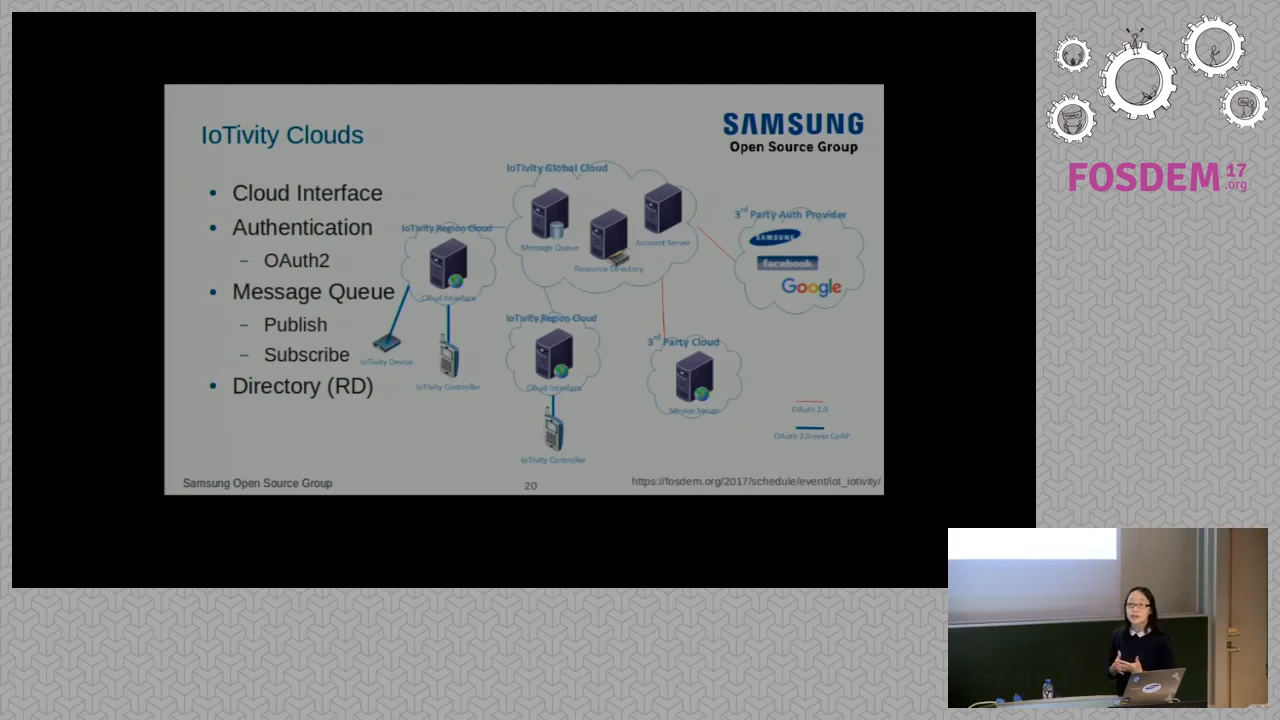 IoTivity Clouds
SAMSUNG
Open Source Group
Cloud Interface
Authentication
OAuth2
Message Queue
Publish
Subscribe
Directory (RD)
IoTivity Global Cloud
Message Queue
Resource Directory
Account Server
IoTivity Region Cloud
Cloud Interface
IoTivity Device
IoTivity Controller
IoTivity Region Cloud
Cloud Interface
IoTivity Controller
3rd Party Auth Provider
SAMSUNG
facebook
Google
3rd Party Cloud
OAuth 2.0
OAuth 2.0 over CoAP
Samsung Open Source Group
20
https://fosdem.org/2017/schedule/event/iot_iotivity/
FOSDEM 17
.org